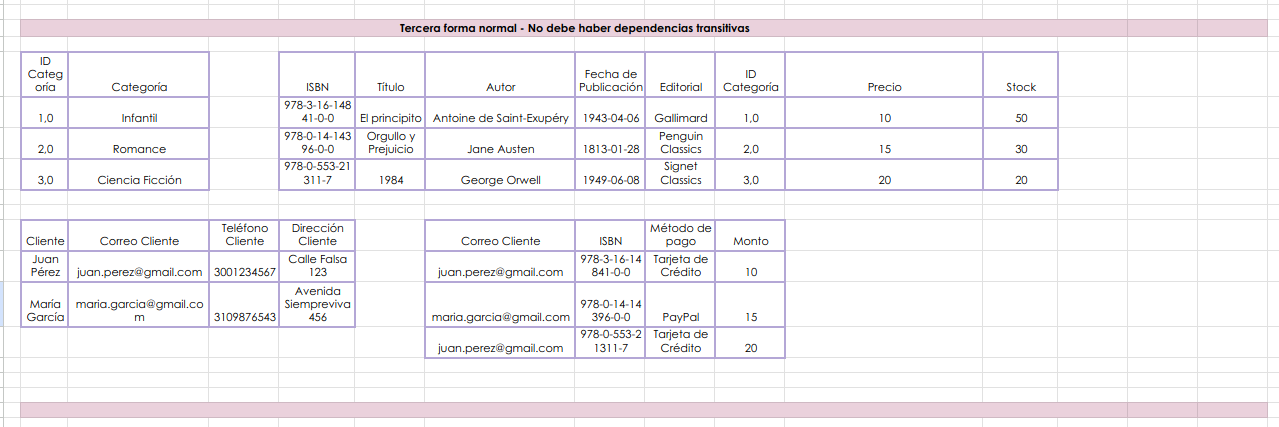 Tercera forma normal - No debe haber dependencias transitivas
ID
Categ
oría
Categoría
ISBN
Título
Autor
Fecha de
Publicación
Editorial
ID
Categoría
Precio
Stock
1,0
Infantil
978-3-16-148
41-0-0
El principito
Antoine de Saint-Exupéry
1943-04-06
Gallimard
1,0
10
50
2,0
Romance
978-0-14-143
96-0-0
Orgullo y
Prejuicio
Jane Austen
1813-01-28
Penguin
Classics
2,0
15
30
3,0
Ciencia Ficción
978-0-553-21
311-7
1984
George Orwell
1949-06-08
Signet
Classics
3,0
20
20
Cliente
Correo Cliente
Teléfono
Cliente
Dirección
Cliente
Correo Cliente
ISBN
Método de
pago
Monto
Juan
Pérez
juan.perez@gmail.com
3001234567
Calle Falsa
123
juan.perez@gmail.com
978-3-16-14
841-0-0
Tarjeta de
Crédito
10
María
García
maria.garcia@gmail.co
m
3109876543
Avenida
Siempreviva
456
maria.garcia@gmail.com
978-0-14-14
396-0-0
PayPal
15
juan.perez@gmail.com
978-0-553-2
1311-7
Tarjeta de
Crédito
20